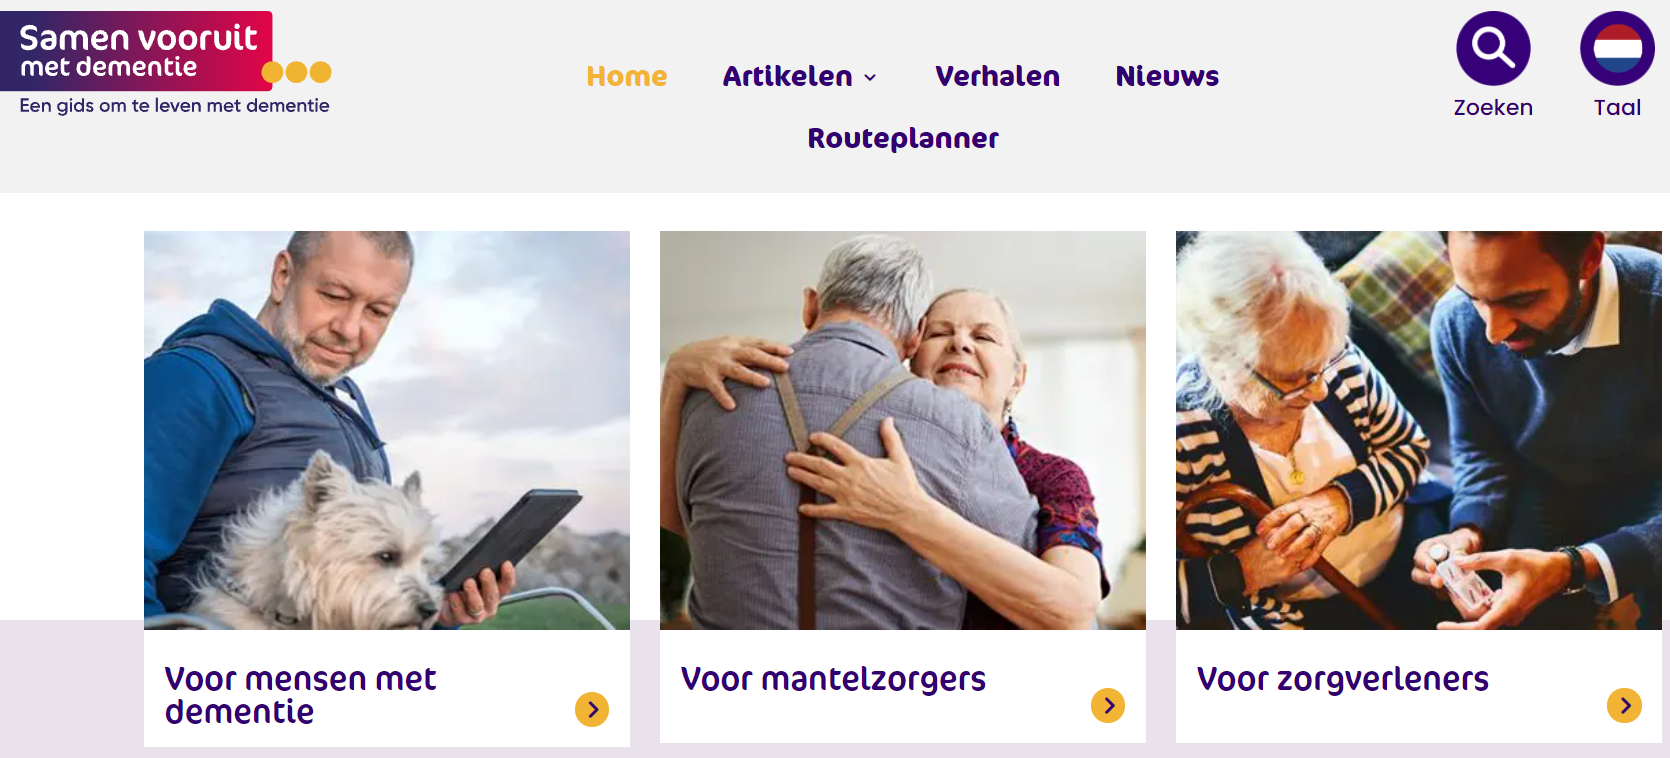 Samen vooruit
met dementie
Een gids om te leven met dementie
Home
Artikelen
Verhalen
Nieuws
Routeplanner
Zoeken
Taal
Voor mensen met
dementie
Voor mantelzorgers
Voor zorgverleners